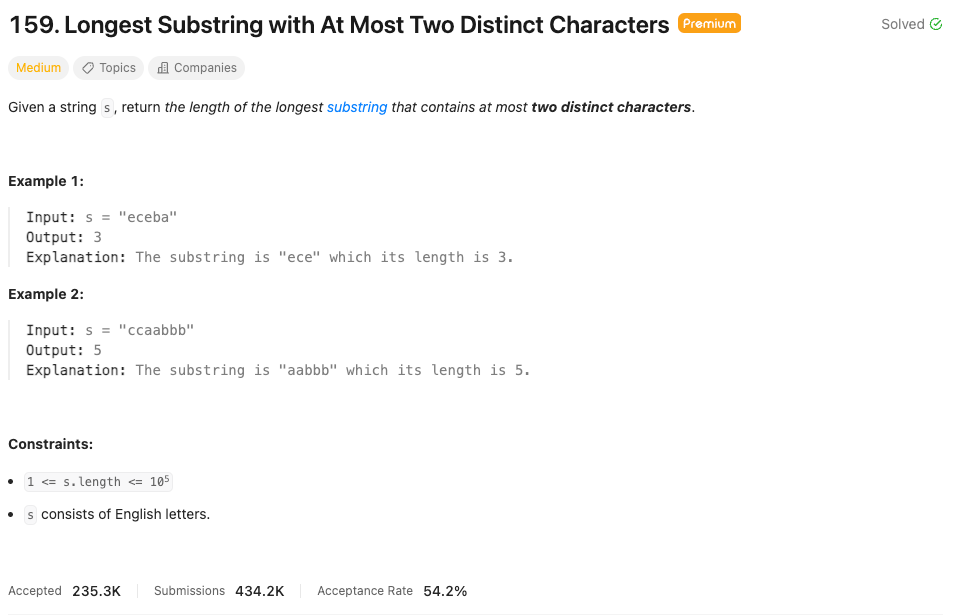 159. Longest Substring with At Most Two Distinct Characters Premium Solved
Medium Topics Companies
Given a string s, return the length of the longest substring that contains at most two distinct characters.
Example 1:
Input: s = "eceba"
Output: 3
Explanation: The substring is "ece" which its length is 3.
Example 2:
Input: s = "ccaabbb"
Output: 5
Explanation: The substring is "aabbb" which its length is 5.
Constraints:
• 1 <= s.length <= 10⁵
• s consists of English letters.
Accepted 235.3K Submissions 434.2K Acceptance Rate 54.2%